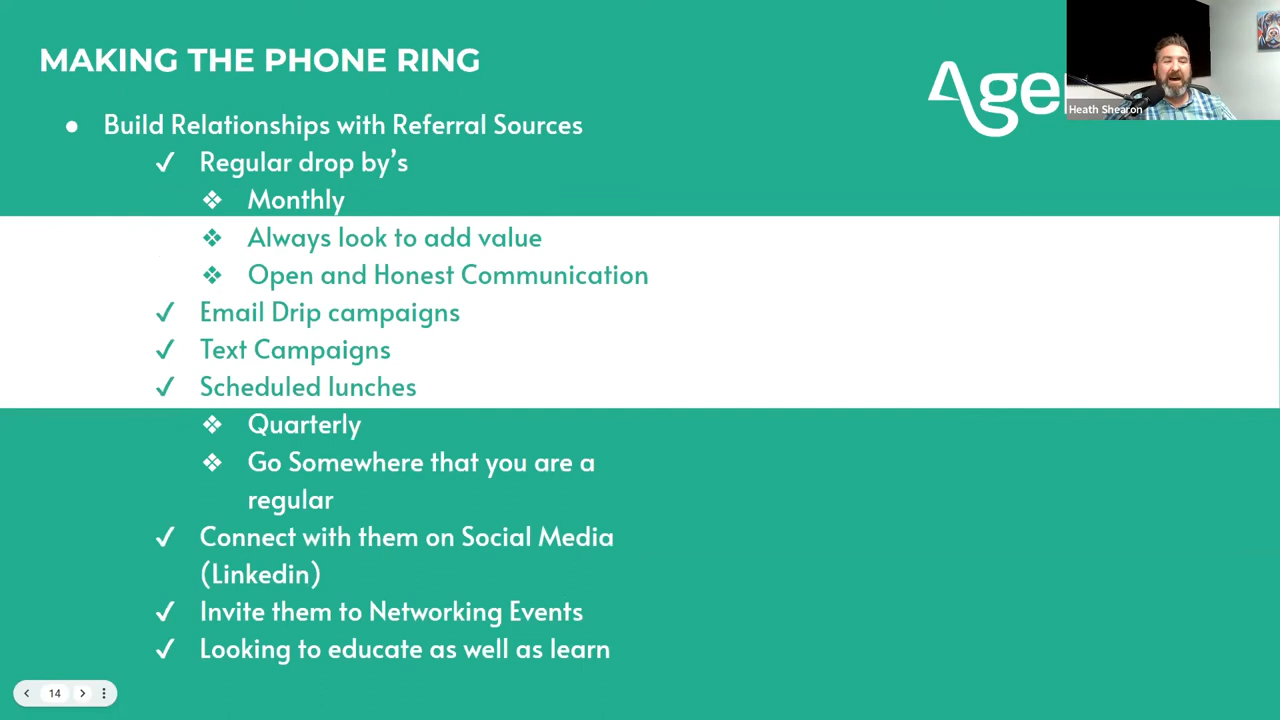 MAKING THE PHONE RING
Age
Heath Shearon
● Build Relationships with Referral Sources
✓ Regular drop by's
❖ Monthly
❖ Always look to add value
❖ Open and Honest Communication
✓ Email Drip campaigns
✓ Text Campaigns
✓ Scheduled lunches
❖ Quarterly
❖ Go Somewhere that you are a
regular
✓ Connect with them on Social Media
(Linkedin)
✓ Invite them to Networking Events
✓ Looking to educate as well as learn
14